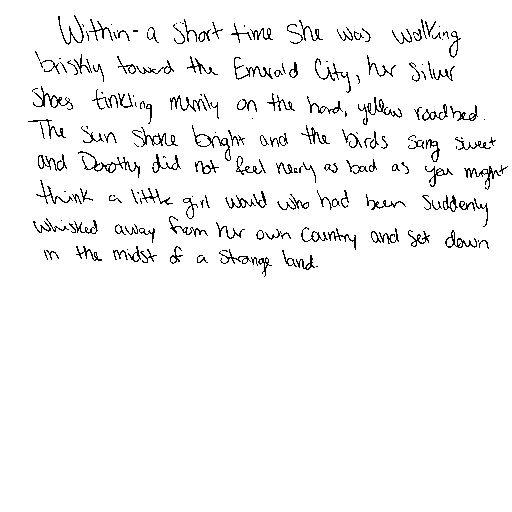 Within a short time she was walking
briskly toward the Emerald City, her Silver
Shoes tinkling merrily on the hard, yellow roadbed.
The sun shone bright and the birds sang sweet
and Dorothy did not feel nearly as bad as you might
think a little girl would who had been suddenly
whisked away from her own country and set down
in the midst of a strange land.